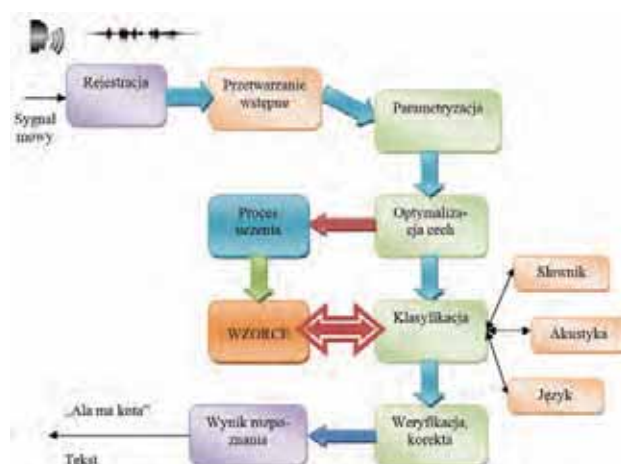 Rejestracja
Przetwarzanie
wstępne
Parametryzacja
Sygnał
mowy
Proces
uczenia
Optymaliza-
cja cech
Słownik
WZORCE
Klasyfikacja
Akustyka
Język
„Ala ma kota”
Tekst
Wynik rozpo-
znania
Weryfikacja,
korekta